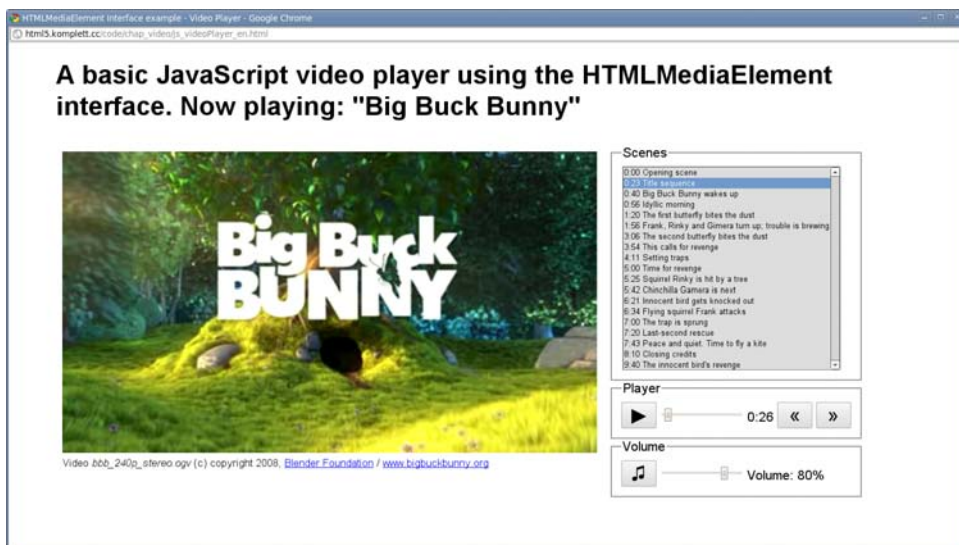 HTMLMediaElement interface example - Video Player - Google Chrome
html5.komplett.cc/code/chap_video/js_videoPlayer_en.html
A basic JavaScript video player using the HTMLMediaElement
interface. Now playing: "Big Buck Bunny"
Big Buck
BUNNY
Video bbb_240p_stereo.ogv (c) copyright 2008, Blender Foundation / www.bigbuckbunny.org
Scenes
0:00 Opening scene
0:23 Title sequence
0:40 Big Buck Bunny wakes up
0:56 Idyllic morning
1:20 The first butterfly bites the dust
1:56 Frank, Rinky and Gimera turn up; trouble is brewing
3:06 The second butterfly bites the dust
3:54 This calls for revenge
4:11 Setting traps
5:00 Time for revenge
5:25 Squirrel Rinky is hit by a tree
5:42 Chinchilla Gamera is next
6:21 Innocent bird gets knocked out
6:34 Flying squirrel Frank attacks
7:00 The trap is sprung
7:20 Last-second rescue
7:43 Peace and quiet. Time to fly a kite
8:10 Closing credits
9:40 The innocent bird's revenge
Player
0:26 « »
Volume
Volume: 80%